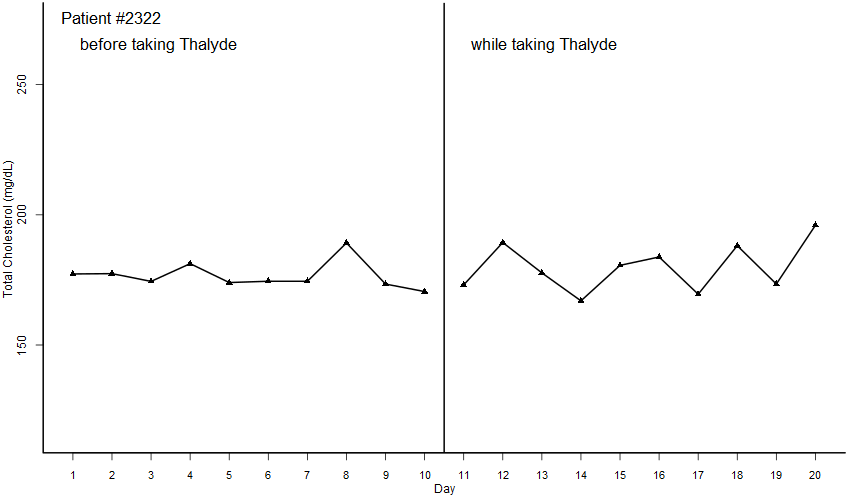 Patient #2322
before taking Thalyde
while taking Thalyde
Total Cholesterol (mg/dL)
250
200
150
1 2 3 4 5 6 7 8 9 10 11 12 13 14 15 16 17 18 19 20
Day